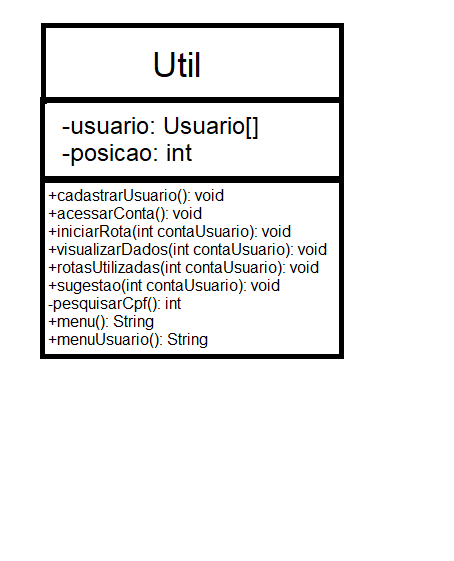 Util
-usuario: Usuario[]
-posicao: int
+cadastrarUsuario(): void
+acessarConta(): void
+iniciarRota(int contaUsuario): void
+visualizarDados(int contaUsuario): void
+rotasUtilizadas(int contaUsuario): void
+sugestao(int contaUsuario): void
-pesquisarCpf(): int
+menu(): String
+menuUsuario(): String